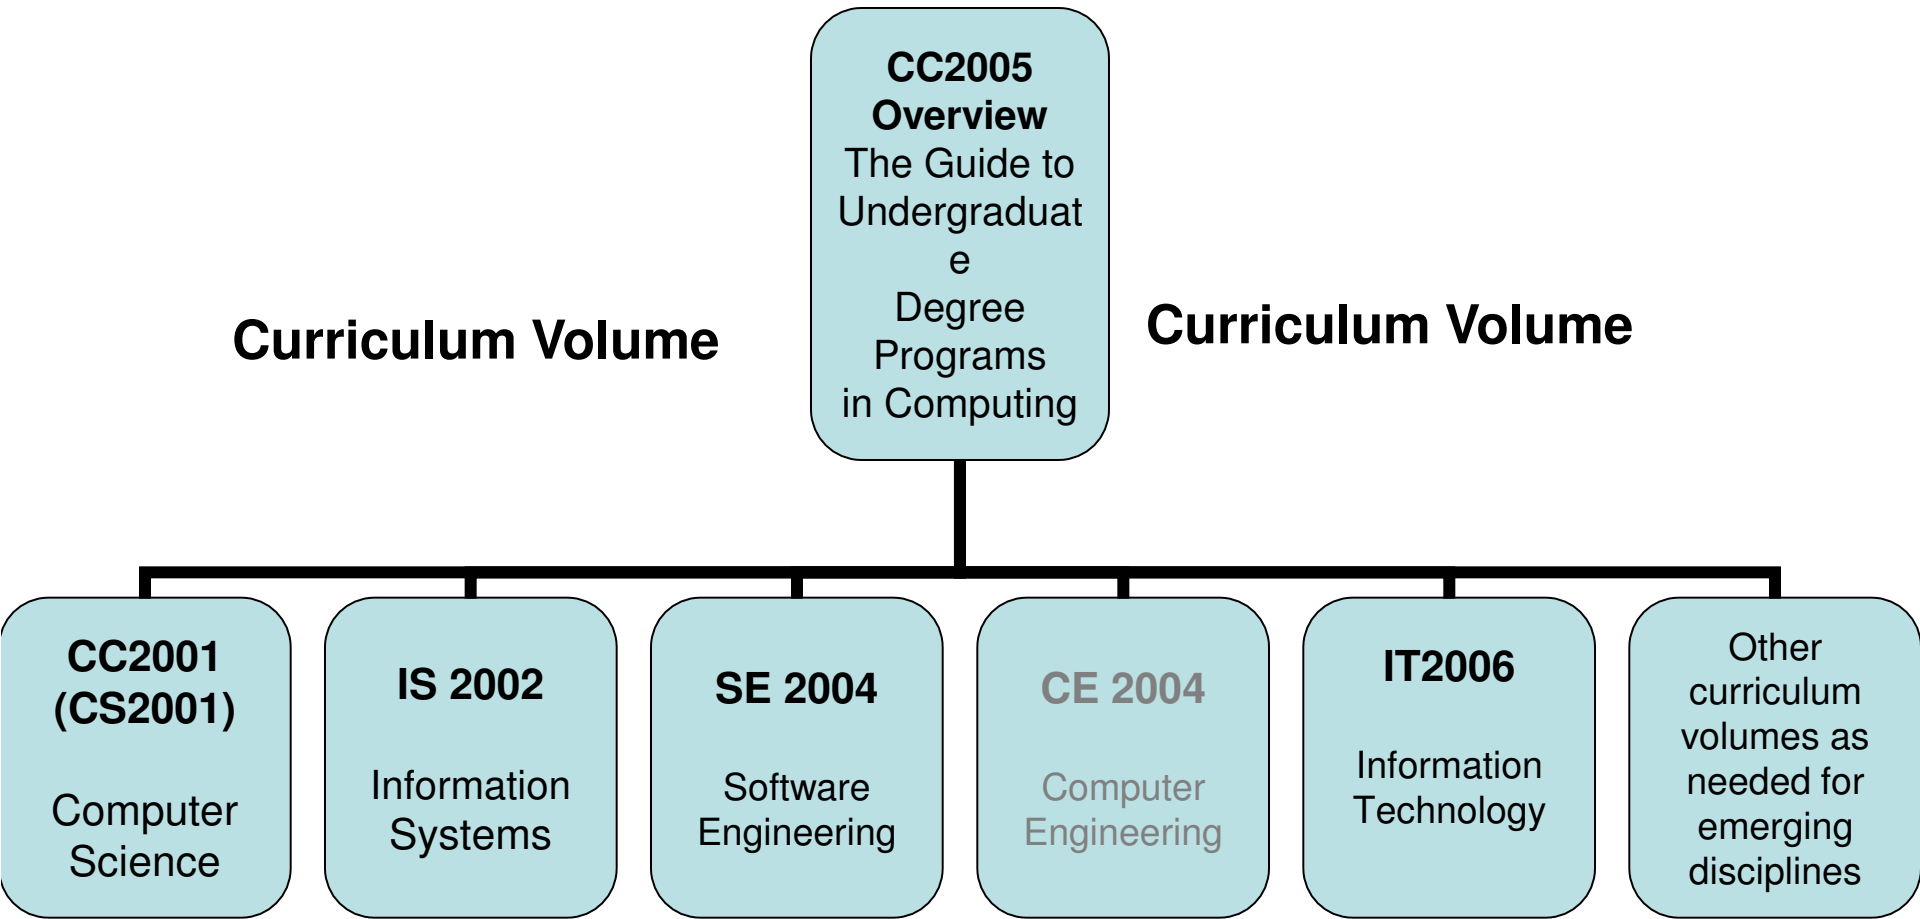 CC2005
Overview
The Guide to
Undergraduat
e
Degree
Programs
in Computing
Curriculum Volume
Curriculum Volume
CC2001
(CS2001)
Computer
Science
IS 2002
Information
Systems
SE 2004
Software
Engineering
CE 2004
Computer
Engineering
IT2006
Information
Technology
Other
curriculum
volumes as
needed for
emerging
disciplines